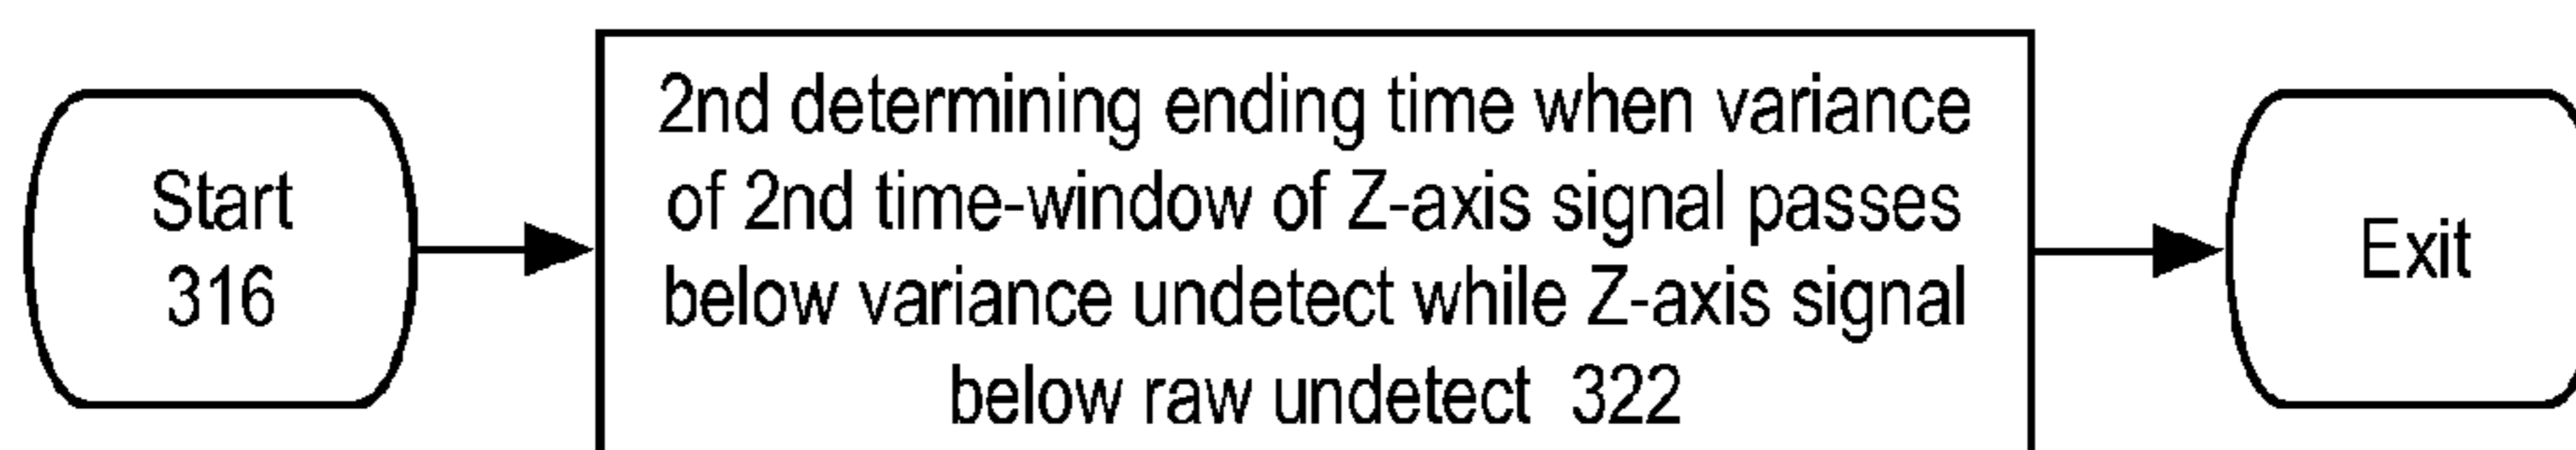 Start
316
2nd determining ending time when variance
of 2nd time-window of Z-axis signal passes
below variance undetect while Z-axis signal
below raw undetect 322
Exit